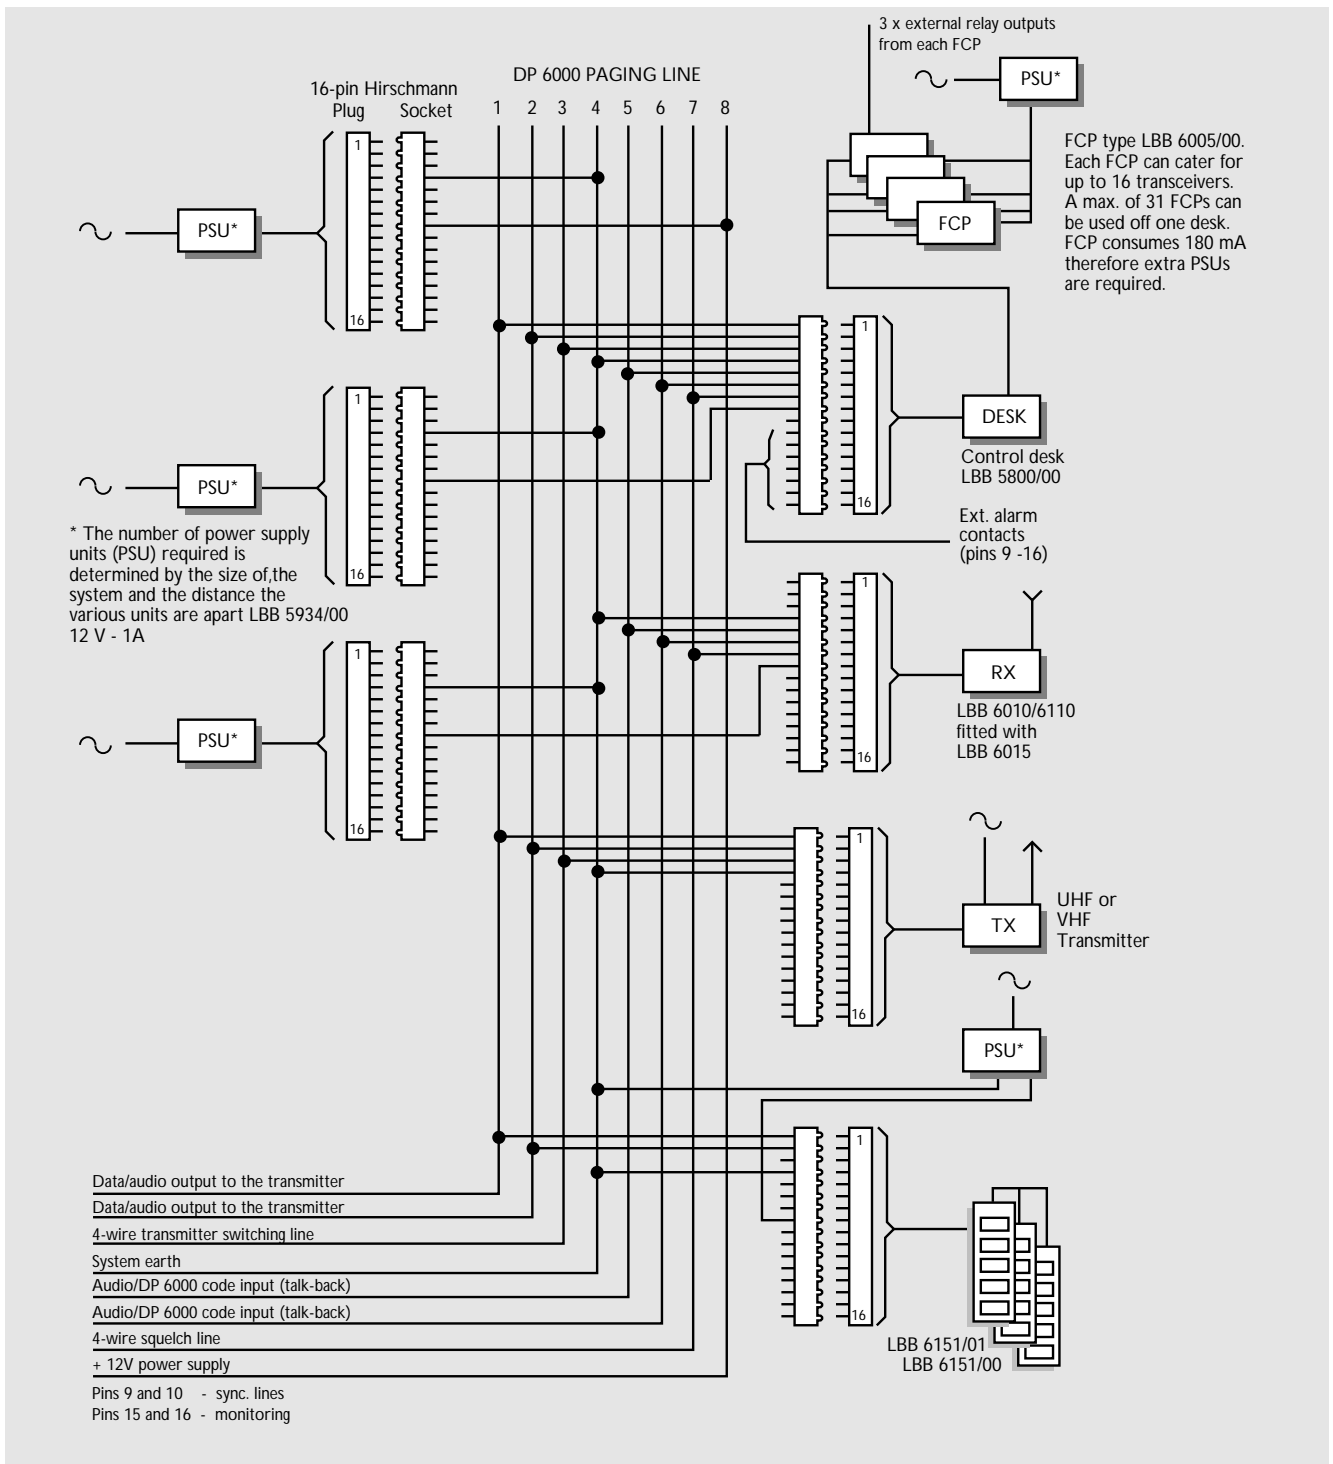 3 x external relay outputs
from each FCP
DP 6000 PAGING LINE
PSU*
16-pin Hirschmann
Plug Socket
1 2 3 4 5 6 7 8
1
16
PSU*
FCP
FCP type LBB 6005/00.
Each FCP can cater for
up to 16 transceivers.
A max. of 31 FCPs can
be used off one desk.
FCP consumes 180 mA
therefore extra PSUs
are required.
1
16
DESK
Control desk
LBB 5800/00
Ext. alarm
contacts
(pins 9 -16)
1
16
PSU*
* The number of power supply
units (PSU) required is
determined by the size of,the
system and the distance the
various units are apart LBB 5934/00
12 V - 1A
1
16
RX
LBB 6010/6110
fitted with
LBB 6015
1
16
PSU*
1
16
TX
UHF or
VHF
Transmitter
PSU*
1
16
LBB 6151/01
LBB 6151/00
Data/audio output to the transmitter
Data/audio output to the transmitter
4-wire transmitter switching line
System earth
Audio/DP 6000 code input (talk-back)
Audio/DP 6000 code input (talk-back)
4-wire squelch line
+ 12V power supply
Pins 9 and 10 - sync. lines
Pins 15 and 16 - monitoring